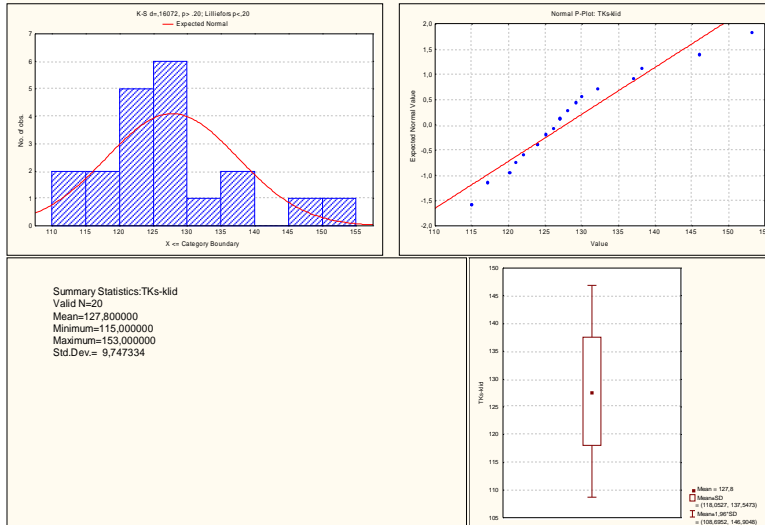 K-S d=,16072, p> .20; Lilliefors p<,20
Expected Normal
No. of obs.
7
6
5
4
3
2
1
0
110 115 120 125 130 135 140 145 150 155
X <= Category Boundary
Normal P-Plot: TKs-klid
Expected Normal Value
2,0
1,5
1,0
0,5
0,0
-0,5
-1,0
-1,5
-2,0
110 115 120 125 130 135 140 145 150 155
Value
Summary Statistics:TKs-klid
Valid N=20
Mean=127,800000
Minimum=115,000000
Maximum=153,000000
Std.Dev.= 9,747334
TKs-klid
150
145
140
135
130
125
120
115
110
105
Mean = 127,8
Mean±SD
= (118,0527, 137,5473)
Mean±1,96*SD
= (108,6952, 146,9048)